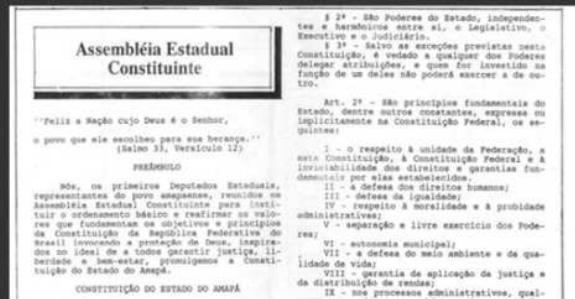 Assembléia Estadual
Constituinte
''Feliz a Nação cujo Deus é o Senhor,
o povo que ele escolheu para sua herança.''
(Salmo 33, Versículo 12)
PREÂMBULO
Nós, os primeiros Deputados Estaduais,
representantes do povo amapaense, reunidos em
Assembléia Estadual Constituinte para insti-
tuir o ordenamento básico e reafirmar os valo-
res que fundamentam os objetivos e princípios
da Constituição da República Federativa do
Brasil invocando a proteção de Deus, inspira-
dos no ideal de a todos garantir justiça, li-
berdade e bem-estar, promulgamos a Consti-
tuição do Estado do Amapá.
CONSTITUIÇÃO DO ESTADO DO AMAPÁ
§ 2º - São Poderes do Estado, independen-
tes e harmônicos entre si, o Legislativo, o
Executivo e o Judiciário.
§ 3º - Salvo as exceções previstas nesta
Constituição, é vedado a qualquer dos Poderes
delegar atribuições, e quem for investido na
função de um deles não poderá exercer a de ou-
tro.
Art. 2º - São princípios fundamentais do
Estado, dentre outros constantes, expressa ou
implicitamente na Constituição Federal, os se-
guintes:
I - o respeito à unidade da Federação, a
esta Constituição, à Constituição Federal e à
inviolabilidade dos direitos e garantias fun-
damentais por elas estabelecidos.
II - a defesa dos direitos humanos;
III - defesa da igualdade;
IV - respeito à moralidade e à probidade
administrativas;
V - separação e livre exercício dos Pode-
res;
VI - autonomia municipal;
VII - a defesa do meio ambiente e da qua-
lidade de vida;
VIII - garantia da aplicação da justiça e
da distribuição de rendas;
IX - nos processos administrativos, qual-